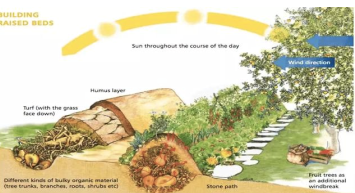 BUILDING
RAISED BEDS
Sun throughout the course of the day
Wind direction
Humus layer
Turf (with the grass
face down)
Different kinds of bulky organic material
(tree trunks, branches, roots, shrubs etc)
Stone path
Fruit trees as
an additional
windbreak